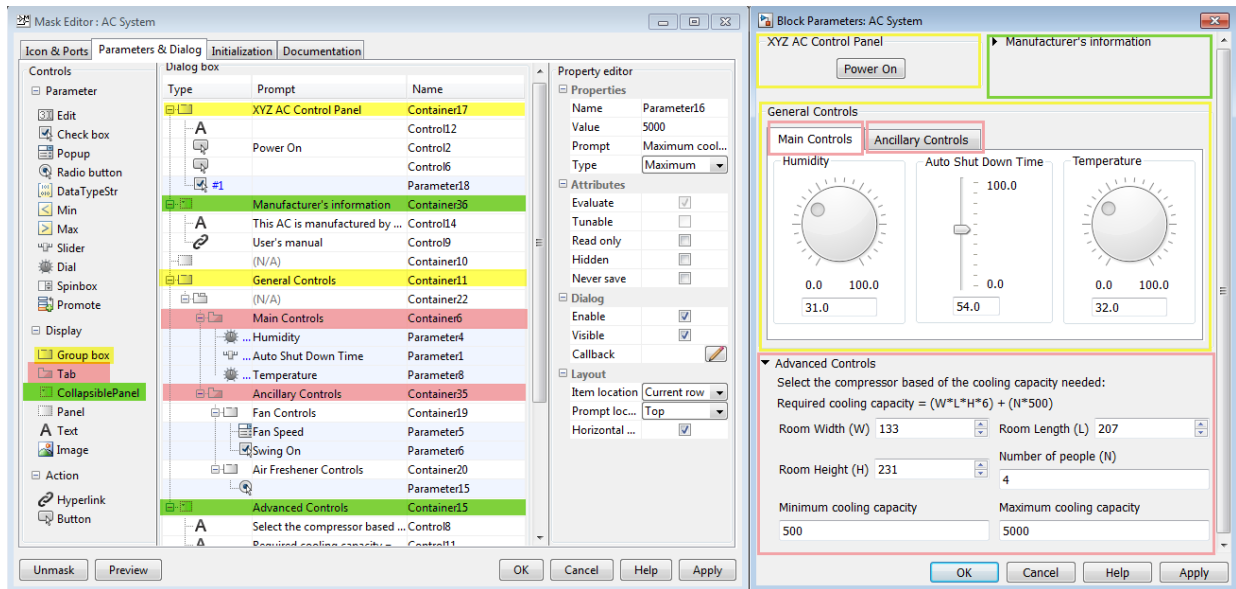 Mask Editor : AC System
Icon & Ports Parameters & Dialog Initialization Documentation
Controls
Parameter
Edit
Check box
Popup
Radio button
DataTypeStr
Min
Max
Slider
Dial
Spinbox
Promote
Display
Group box
Tab
CollapsiblePanel
Panel
A Text
Image
Action
Hyperlink
Button
Dialog box
Type Prompt Name
XYZ AC Control Panel Container17
A Control12
Power On Control2
Control6
#1 Parameter18
Manufacturer's information Container36
A This AC is manufactured by ... Control14
User's manual Control9
(N/A) Container10
General Controls Container11
(N/A) Container22
Main Controls Container6
... Humidity Parameter4
... Auto Shut Down Time Parameter1
... Temperature Parameter8
Ancillary Controls Container35
Fan Controls Container19
Fan Speed Parameter5
Swing On Parameter6
Air Freshener Controls Container20
Parameter15
Advanced Controls Container15
A Select the compressor based ... Control8
A Required cooling capacity = Control11
Property editor
Properties
Name Parameter16
Value 5000
Prompt Maximum cool...
Type Maximum
Attributes
Evaluate
Tunable
Read only
Hidden
Never save
Dialog
Enable
Visible
Callback
Layout
Item location Current row
Prompt loc... Top
Horizontal ...
Unmask Preview OK Cancel Help Apply
Block Parameters: AC System
XYZ AC Control Panel
Power On
Manufacturer's information
General Controls
Main Controls Ancillary Controls
Humidity Auto Shut Down Time Temperature
100.0
0.0 100.0 0.0 0.0 100.0
31.0 54.0 32.0
Advanced Controls
Select the compressor based of the cooling capacity needed:
Required cooling capacity = (W*L*H*6) + (N*500)
Room Width (W) 133 Room Length (L) 207
Room Height (H) 231 Number of people (N)
4
Minimum cooling capacity Maximum cooling capacity
500 5000
OK Cancel Help Apply